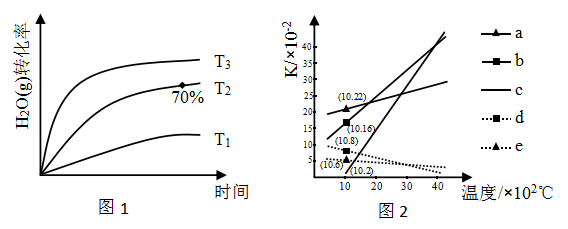 H₂O(g)转化率
T₃
T₂
70%
T₁
时间
图 1
K/×10⁻²
40
35
30
25
20
15
10
5
(10.22)
(10.16)
(10.8)
(10.6)
(10.2)
10
20
30
40
温度/×10²℃
图 2
a
b
c
d
e